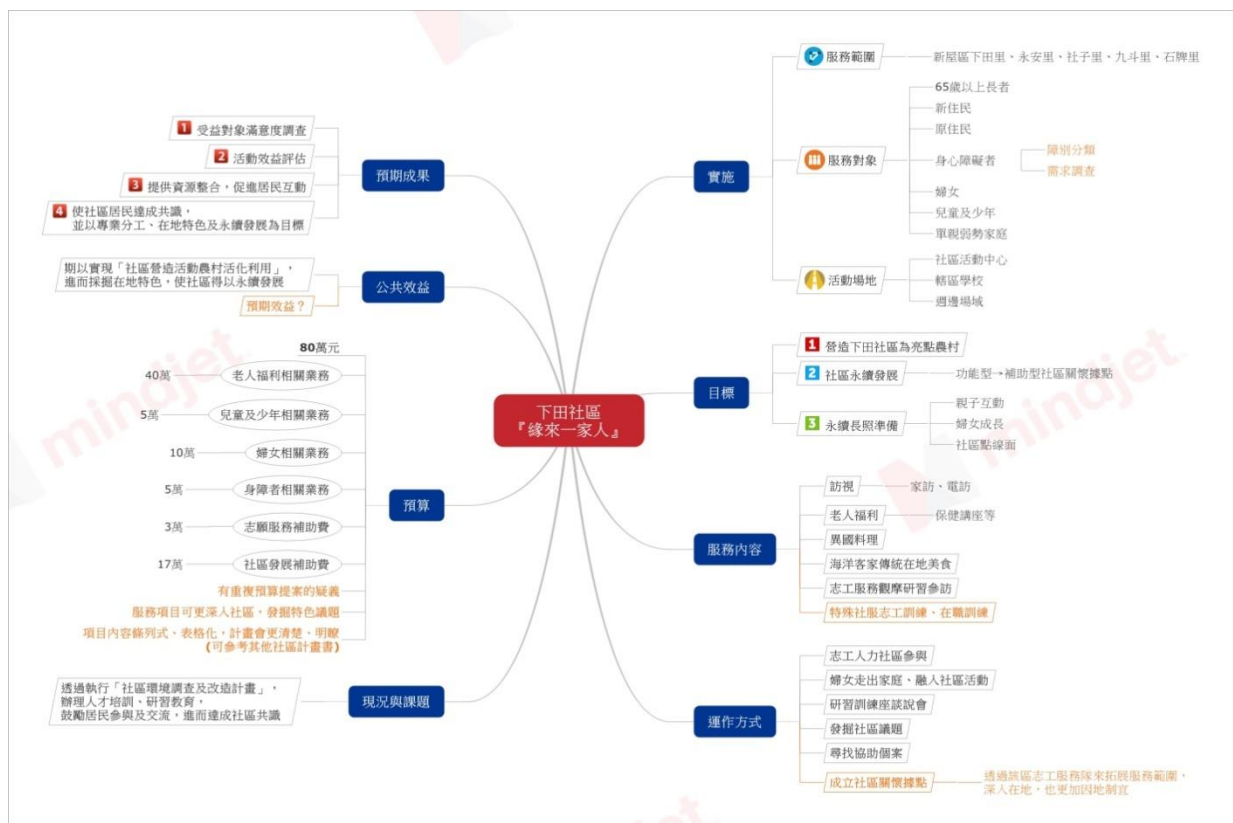 下田社區
『緣來一家人』
實施
服務範圍
新屋區下田里、永安里、社子里、九斗里、石牌里
服務對象
65歲以上長者
新住民
原住民
身心障礙者
障別分類
需求調查
婦女
兒童及少年
單親弱勢家庭
活動場地
社區活動中心
轄區學校
週邊場域
目標
1 營造下田社區為亮點農村
2 社區永續發展
功能型→補助型社區關懷據點
3 永續長照準備
親子互動
婦女成長
社區點線面
服務內容
訪視
家訪、電訪
老人福利
保健講座等
異國料理
海洋客家傳統在地美食
志工服務觀摩研習參訪
特殊社服志工訓練、在職訓練
運作方式
志工人力社區參與
婦女走出家庭、融入社區活動
研習訓練座談說會
發掘社區議題
尋找協助個案
成立社區關懷據點
透過該區志工服務隊來拓展服務範圍，
深入在地，也更加因地制宜
預期成果
1 受益對象滿意度調查
2 活動效益評估
3 提供資源整合，促進居民互動
4 使社區居民達成共識，
並以專業分工、在地特色及永續發展為目標
公共效益
期以實現「社區營造活動農村活化利用」，
進而採掘在地特色，使社區得以永續發展
預期效益？
預算
80萬元
老人福利相關業務
40萬
兒童及少年相關業務
5萬
婦女相關業務
10萬
身障者相關業務
5萬
志願服務補助費
3萬
社區發展補助費
17萬
有重複預算提案的疑義
服務項目可更深入社區，發掘特色議題
項目內容條列式、表格化，計畫會更清楚、明瞭
(可參考其他社區計畫書)
現況與課題
透過執行「社區環境調查及改造計畫」，
辦理人才培訓、研習教育，
鼓勵居民參與及交流，進而達成社區共識
mindjet
mindjet